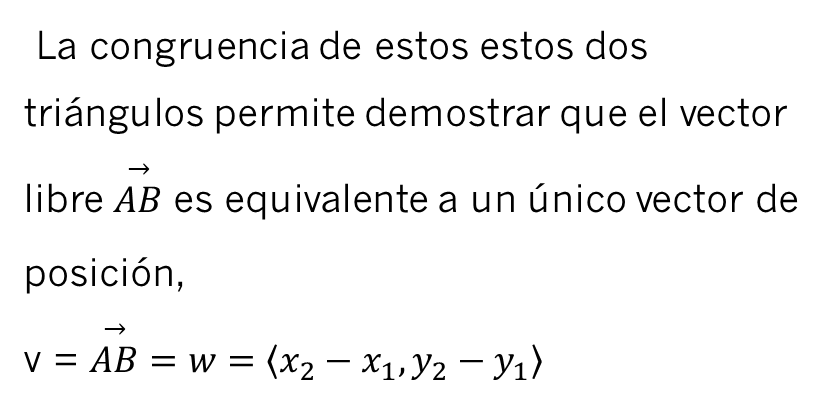 La congruencia de estos estos dos
triángulos permite demostrar que el vector
libre \(\overrightarrow{AB}\) es equivalente a un único vector de
posición,
v = \(\overrightarrow{AB} = w = \langle x_2 - x_1, y_2 - y_1 \rangle\)